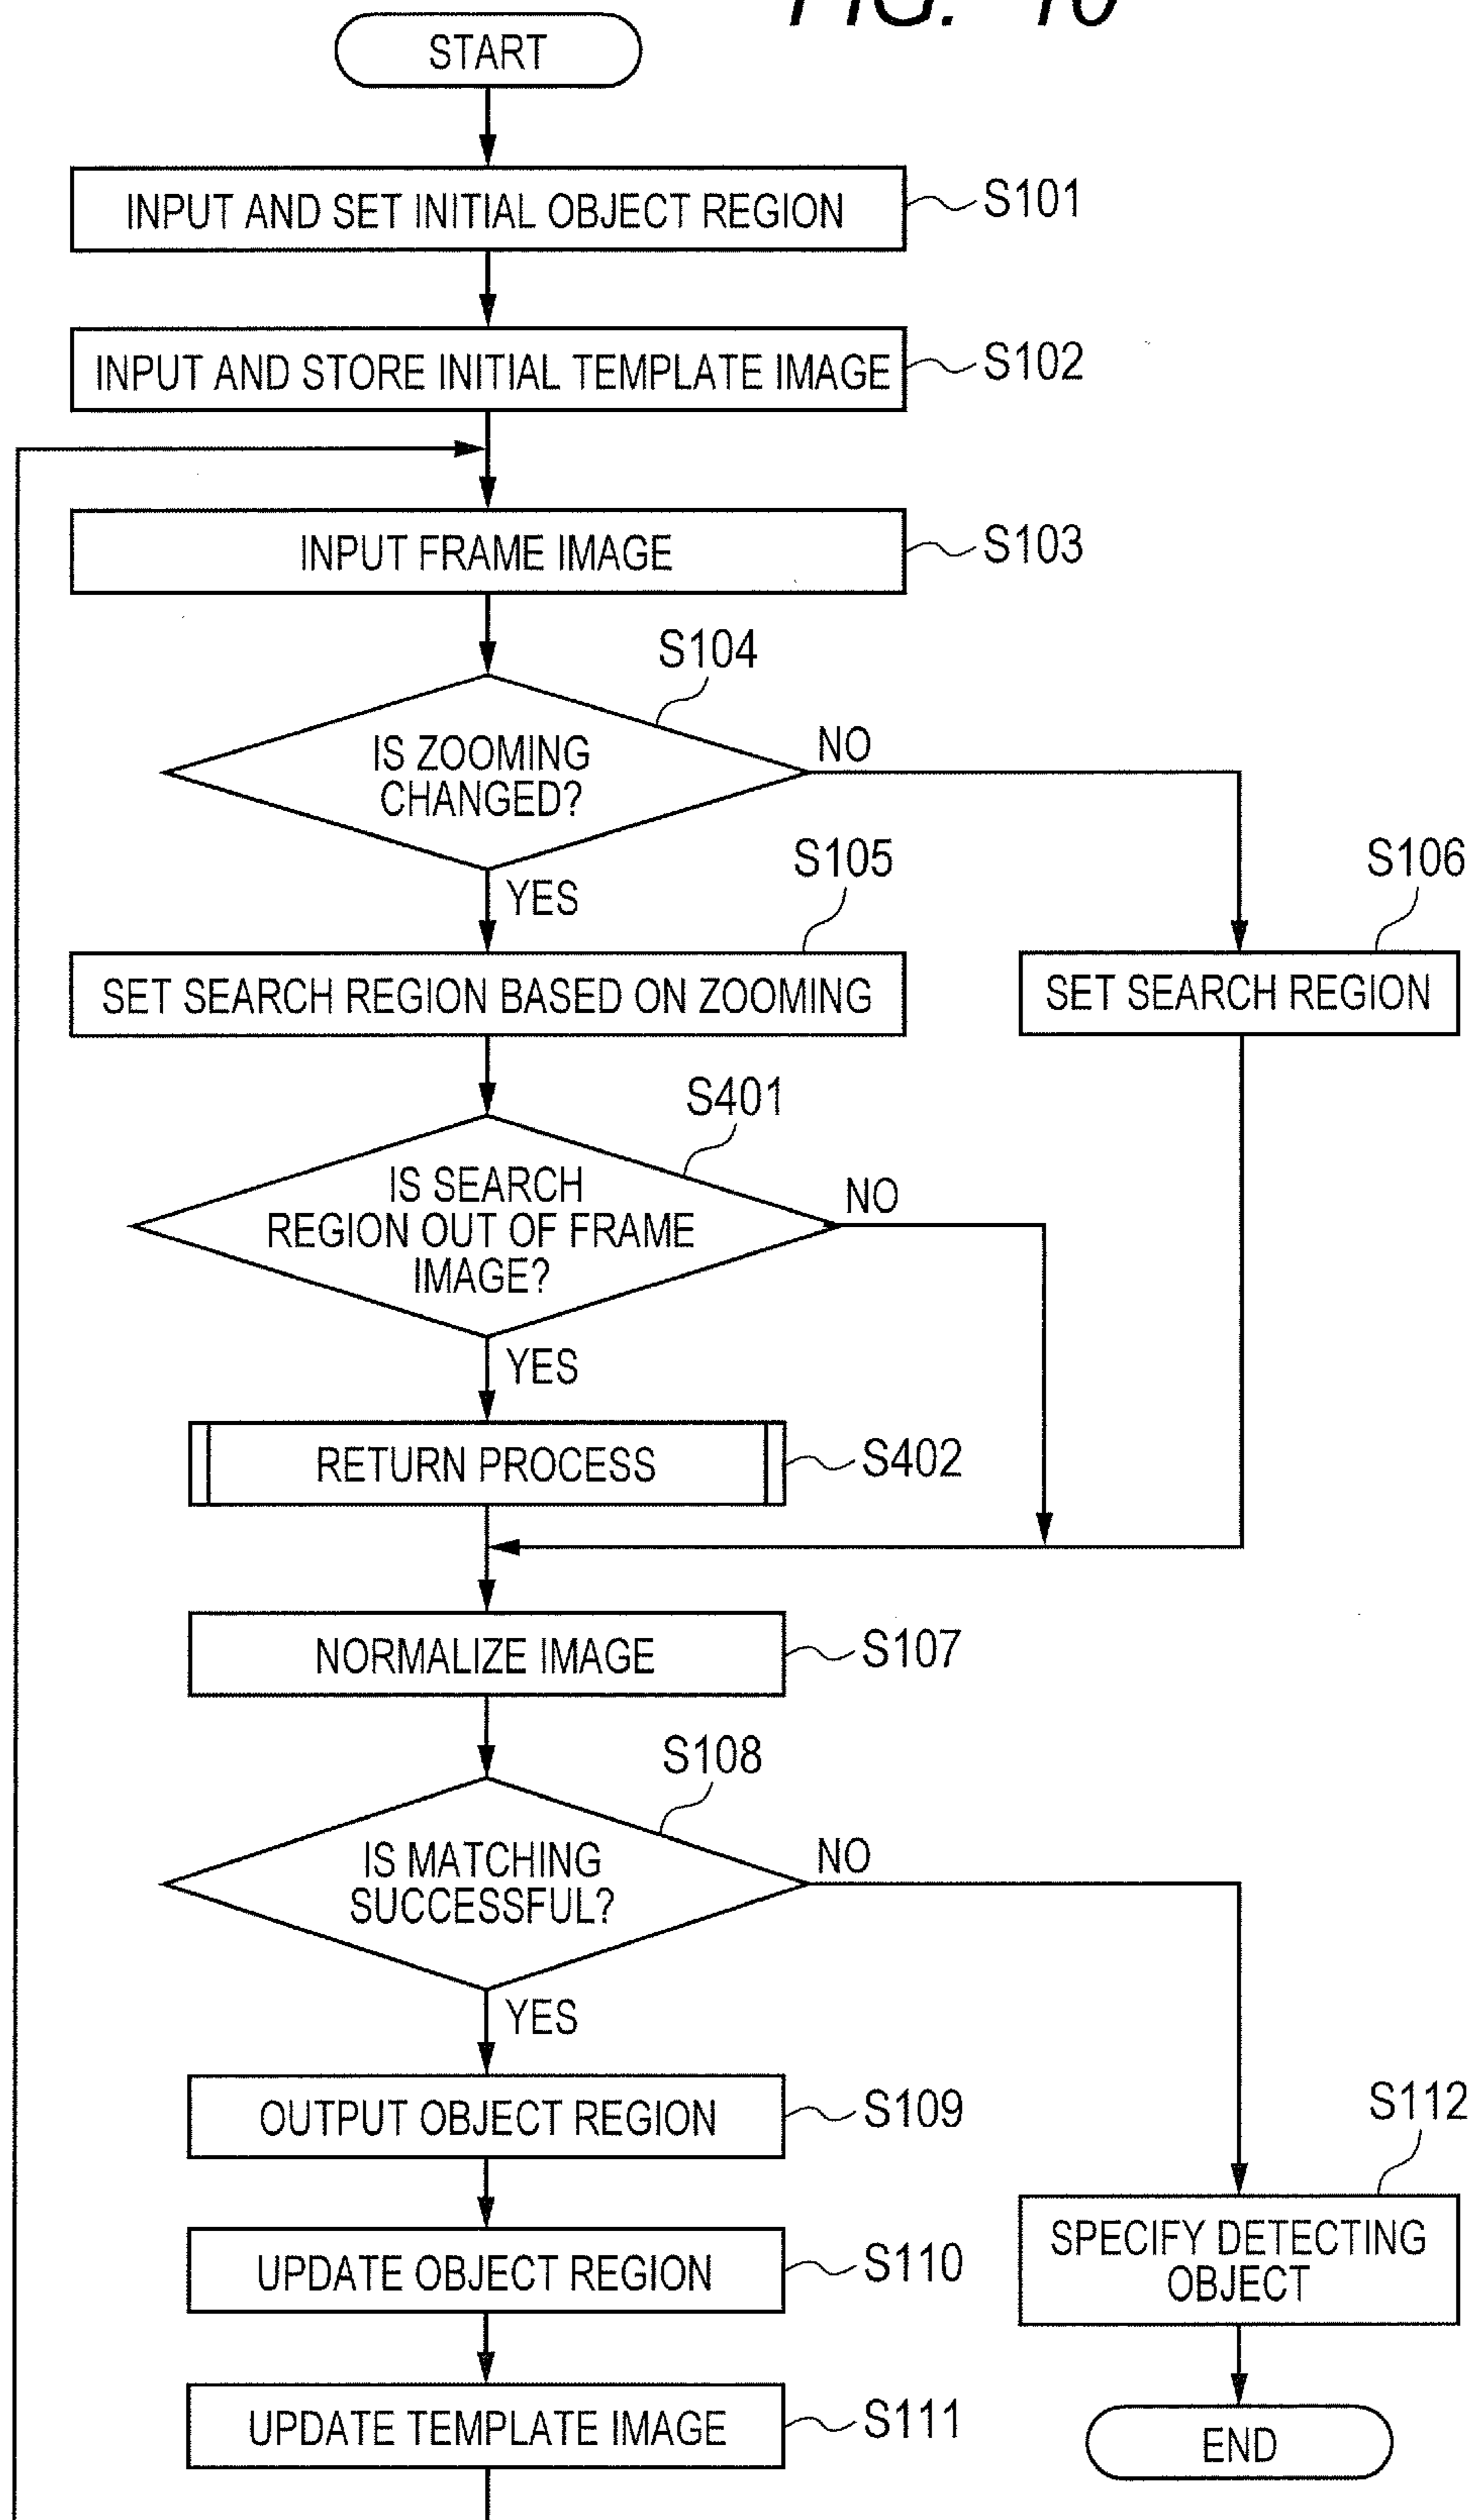 FIG. 10
START
INPUT AND SET INITIAL OBJECT REGION
S101
INPUT AND STORE INITIAL TEMPLATE IMAGE
S102
INPUT FRAME IMAGE
S103
S104
IS ZOOMING
CHANGED?
NO
YES
S105
SET SEARCH REGION BASED ON ZOOMING
S106
SET SEARCH REGION
S401
IS SEARCH
REGION OUT OF FRAME
IMAGE?
NO
YES
RETURN PROCESS
S402
NORMALIZE IMAGE
S107
S108
IS MATCHING
SUCCESSFUL?
NO
YES
OUTPUT OBJECT REGION
S109
S112
SPECIFY DETECTING
OBJECT
UPDATE OBJECT REGION
S110
UPDATE TEMPLATE IMAGE
S111
END